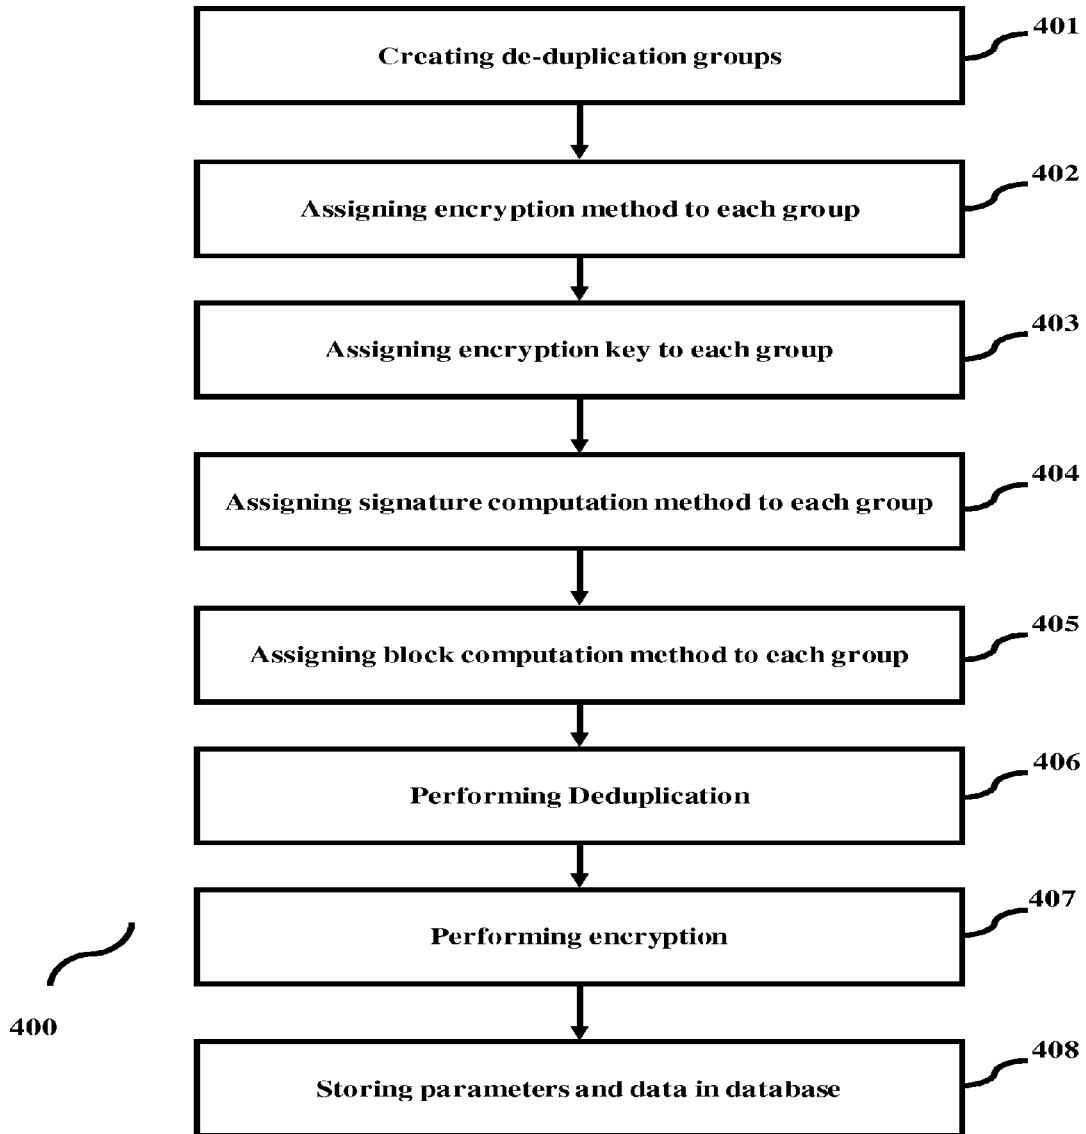 401
Creating de-duplication groups
402
Assigning encryption method to each group
403
Assigning encryption key to each group
404
Assigning signature computation method to each group
405
Assigning block computation method to each group
406
Performing Deduplication
407
Performing encryption
400
408
Storing parameters and data in database